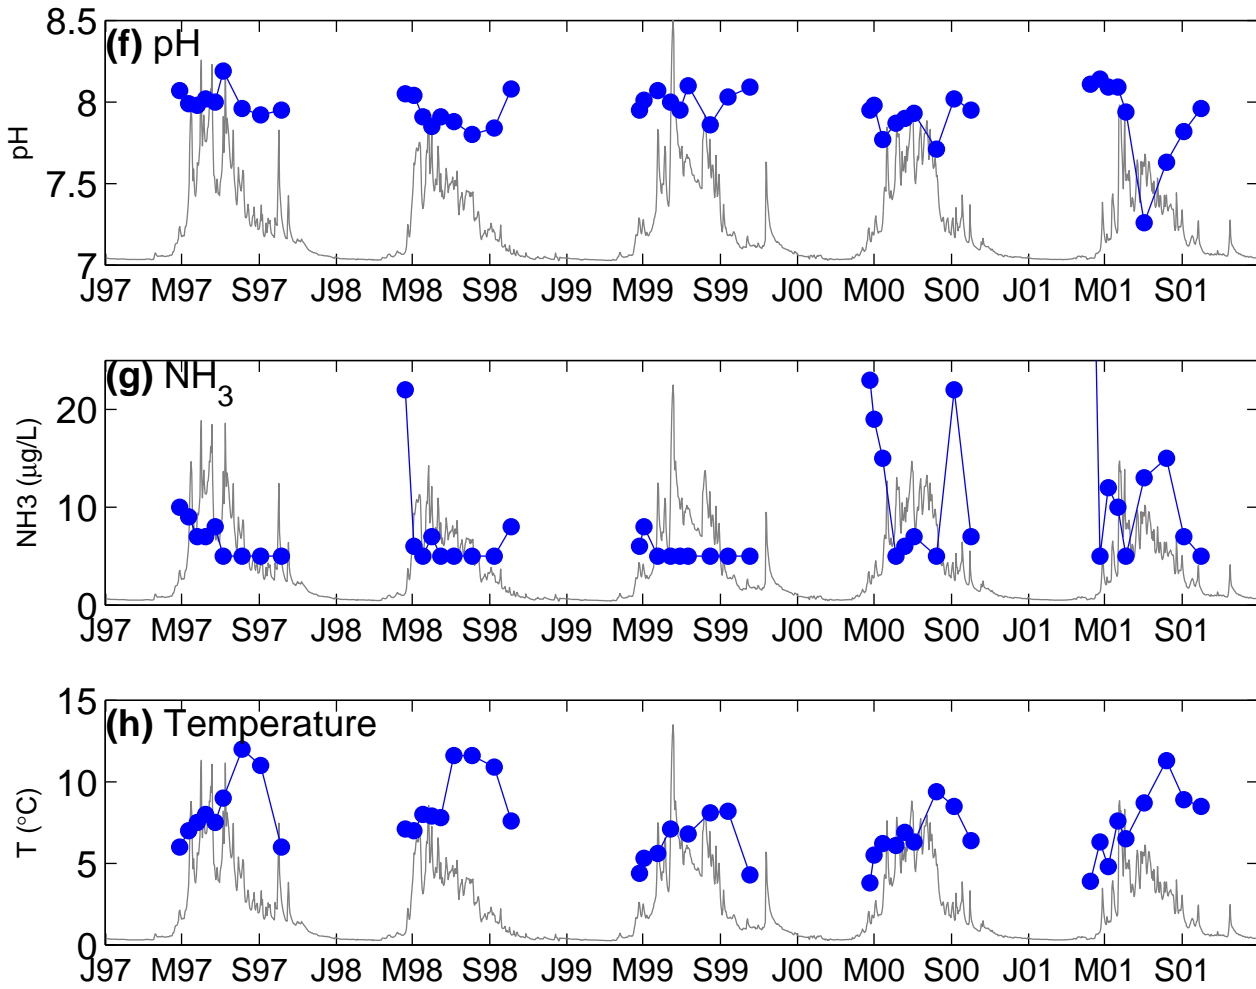 8.5
(f) pH
8
pH
7.5
7
J97 M97 S97 J98 M98 S98 J99 M99 S99 J00 M00 S00 J01 M01 S01
(g) NH3
20
NH3 (µg/L)
10
0
J97 M97 S97 J98 M98 S98 J99 M99 S99 J00 M00 S00 J01 M01 S01
15
(h) Temperature
10
T (°C)
5
0
J97 M97 S97 J98 M98 S98 J99 M99 S99 J00 M00 S00 J01 M01 S01